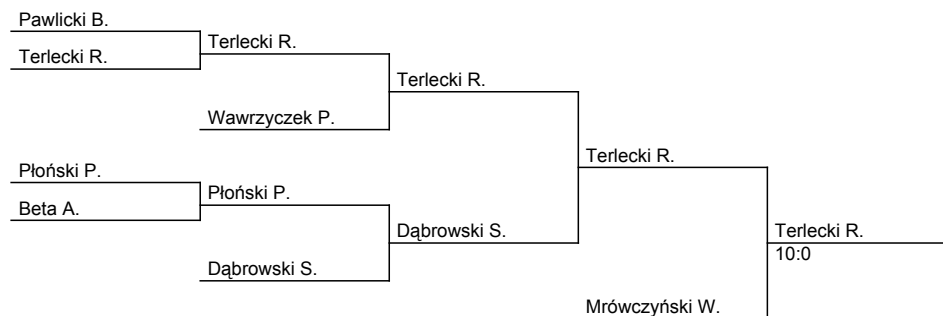 Pawlicki B.
Terlecki R.
Terlecki R.
Terlecki R.
Wawrzyczek P.
Terlecki R.
Płoński P.
Płoński P.
Beta A.
Dąbrowski S.
Terlecki R.
10:0
Dąbrowski S.
Mrówczyński W.